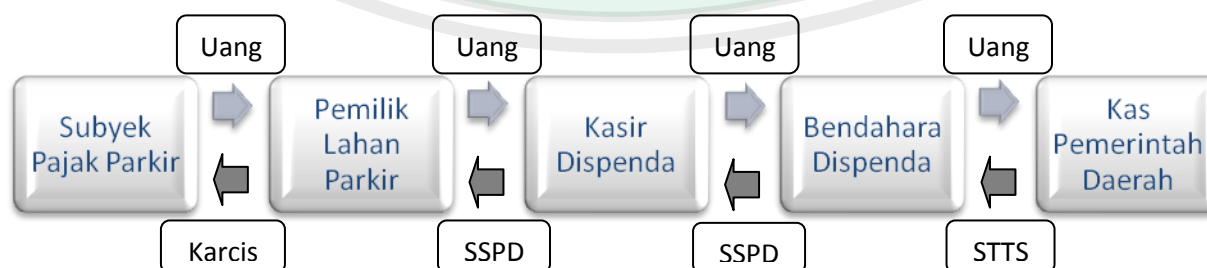 Uang
Uang
Uang
Uang
Subyek
Pajak Parkir
Pemilik
Lahan
Parkir
Kasir
Dispenda
Bendahara
Dispenda
Kas
Pemerintah
Daerah
Karcis
SSPD
SSPD
STTS